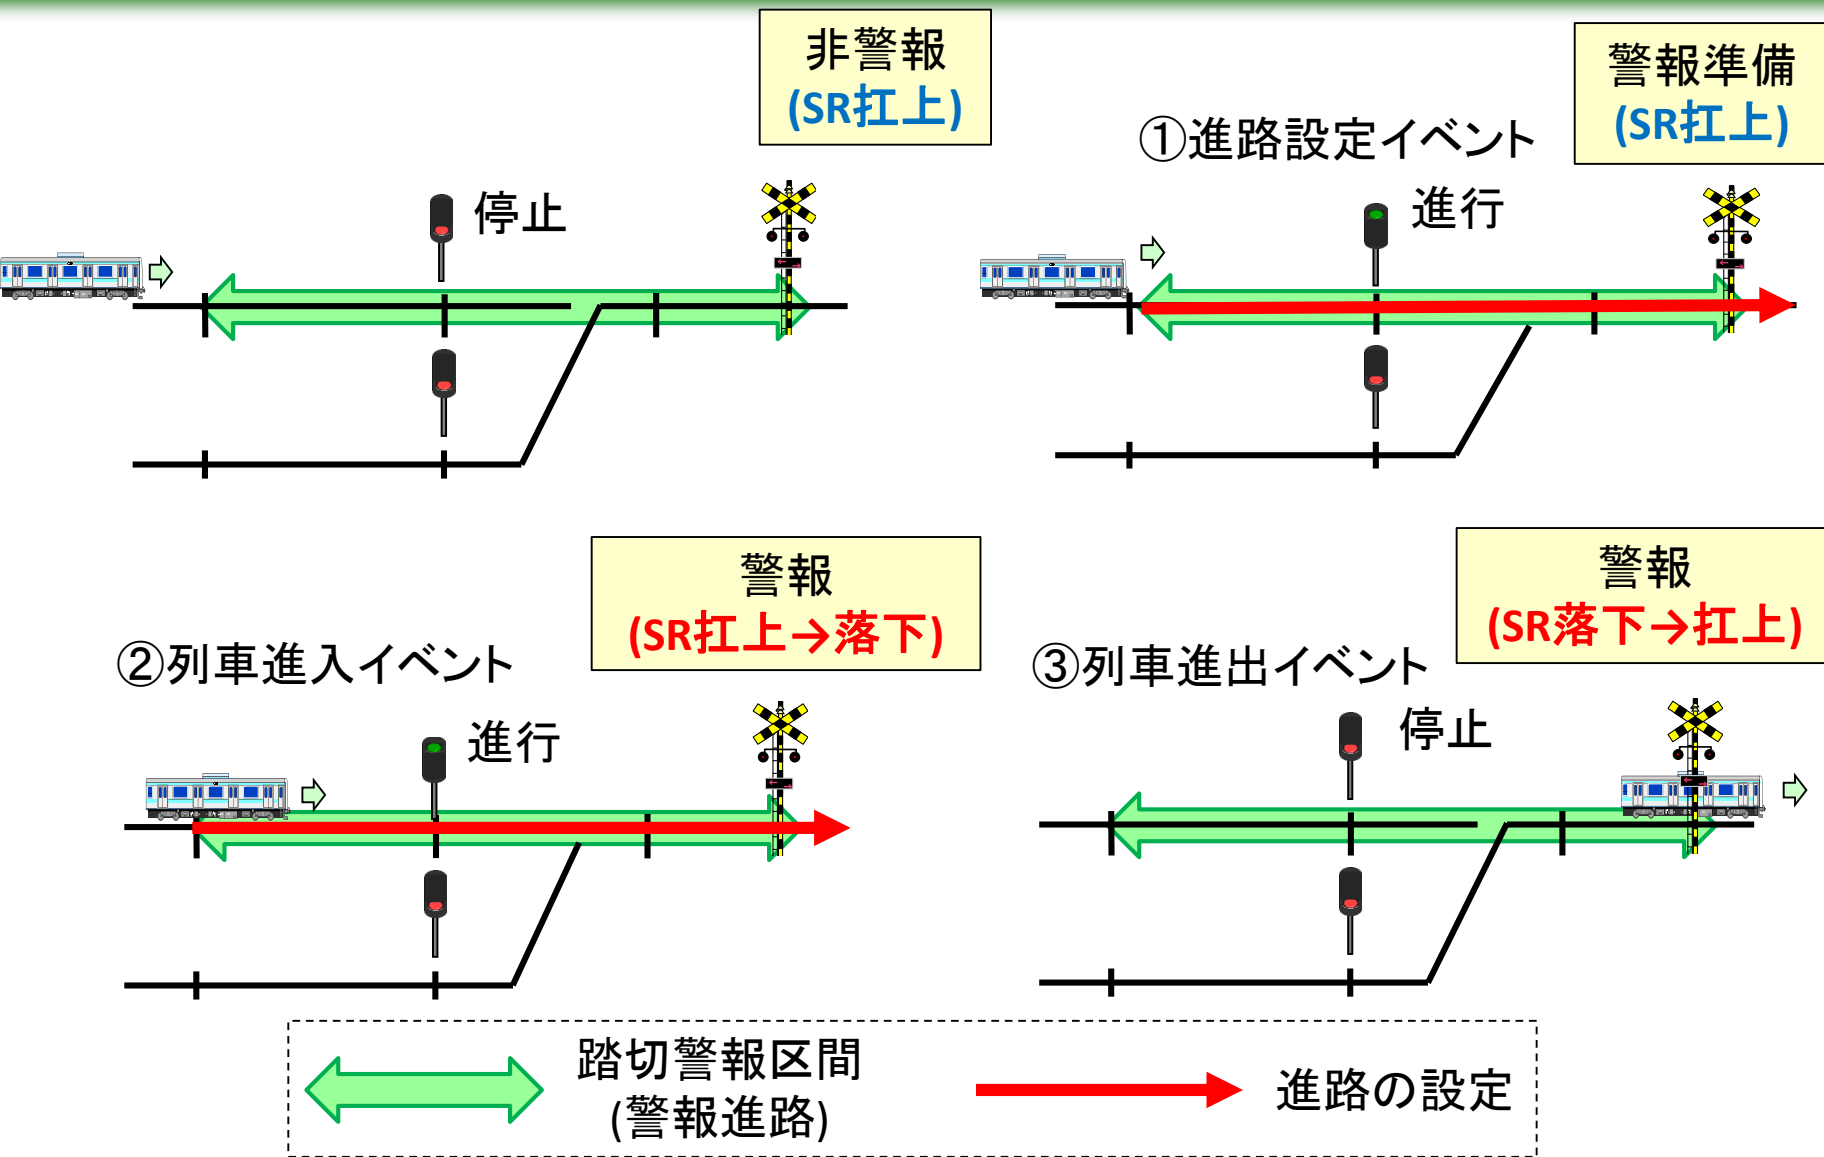 非警報
(SR扛上)
停止
警報準備
(SR扛上)
①進路設定イベント
進行
警報
(SR扛上→落下)
②列車進入イベント
進行
警報
(SR落下→扛上)
③列車進出イベント
停止
踏切警報区間
(警報進路)
進路の設定